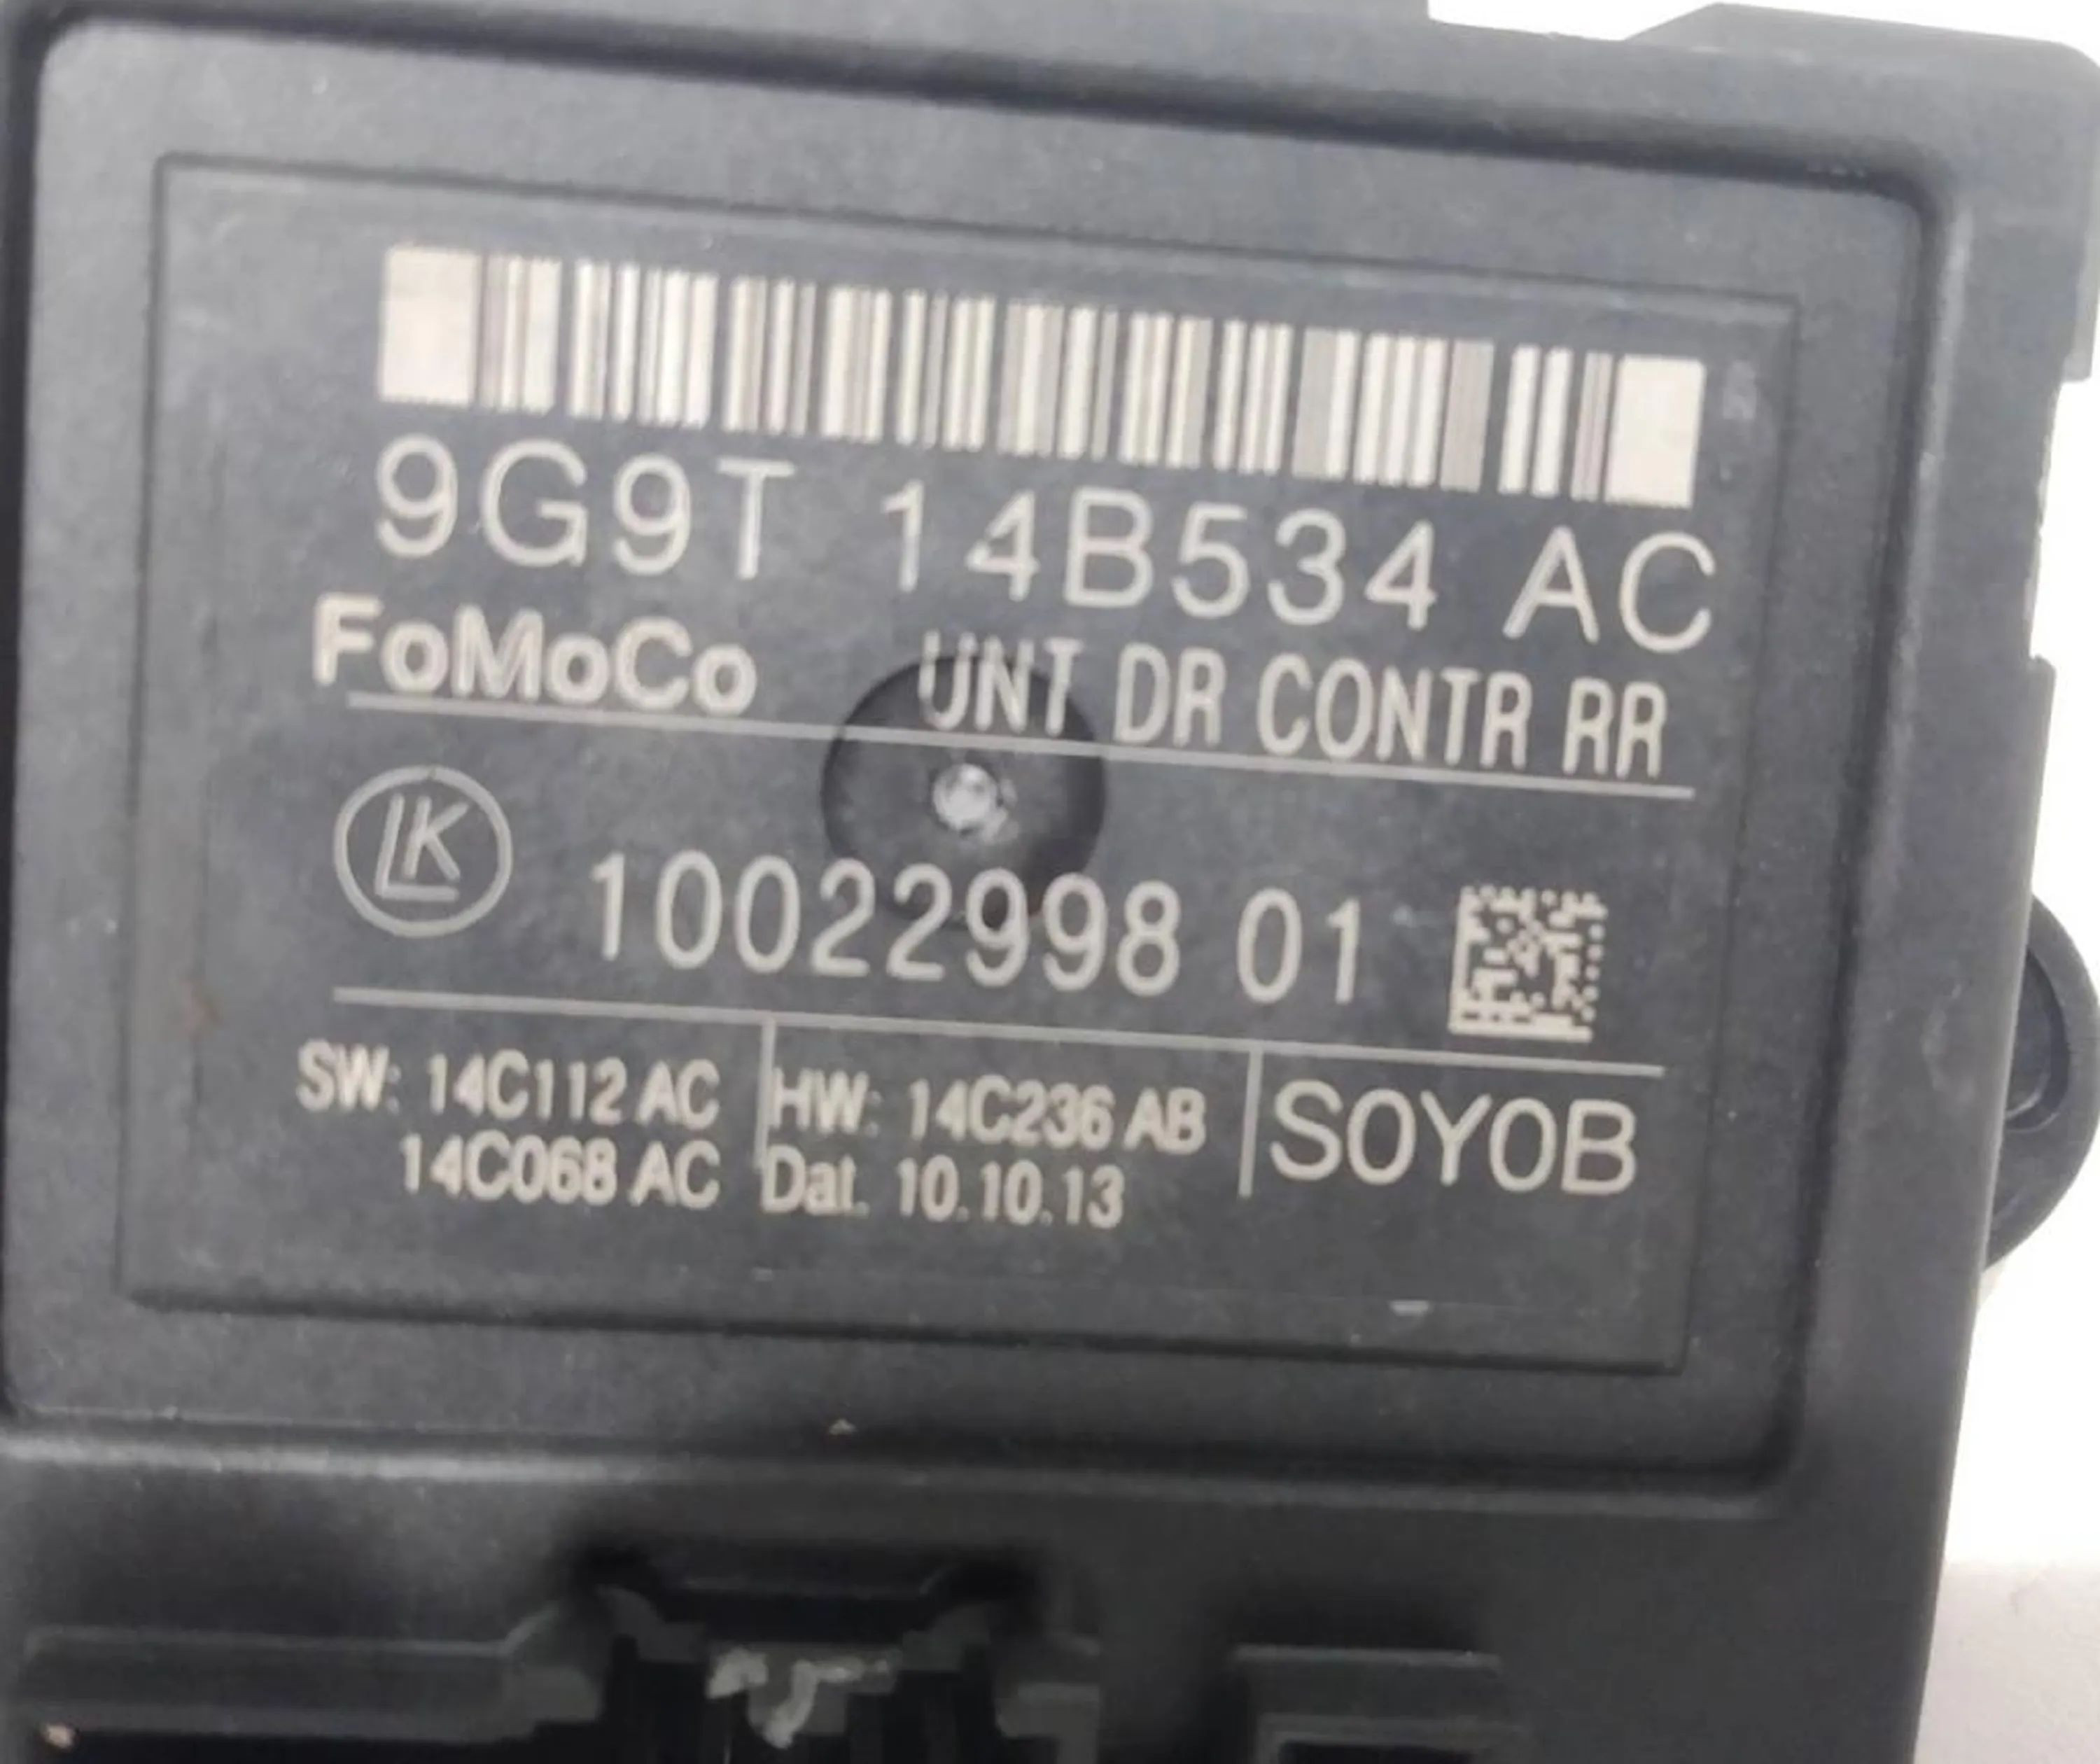 9G9T 14B534 AC
FoMoCo UNT DR CONTR RR
LK 10022998 01
SW: 14C112 AC HW: 14C236 AB S0Y0B
14C068 AC Dat. 10.10.13